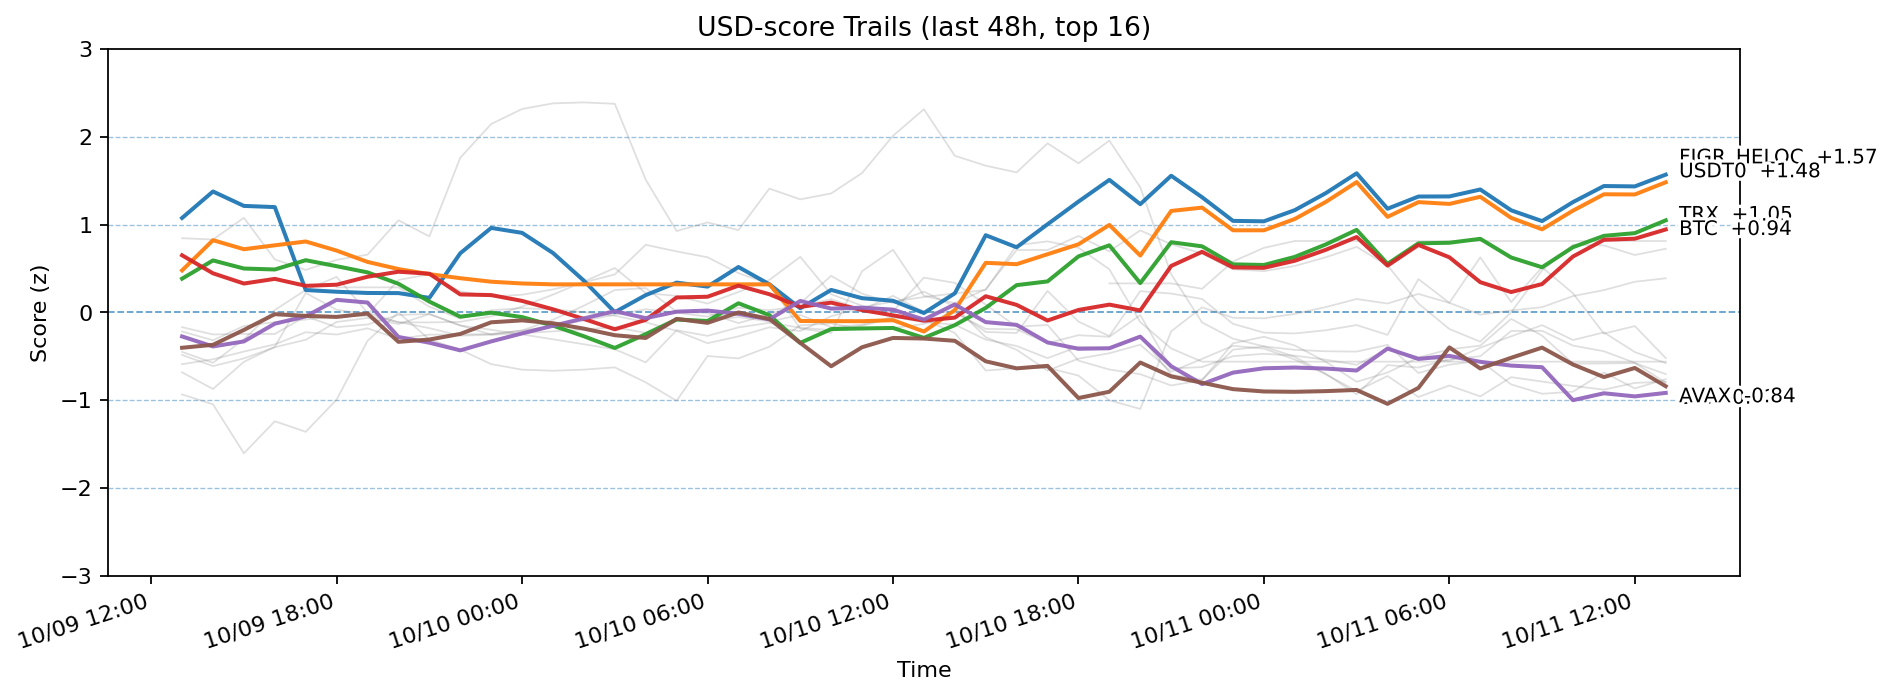 USD-score Trails (last 48h, top 16)
Score (z)
3
2
1
0
−1
−2
−3
FIGR_HELOC +1.57
USDT0 +1.48
TRX +1.05
BTC +0.94
AVAX -0.84
10/09 12:00
10/09 18:00
10/10 00:00
10/10 06:00
10/10 12:00
10/10 18:00
10/11 00:00
10/11 06:00
10/11 12:00
Time